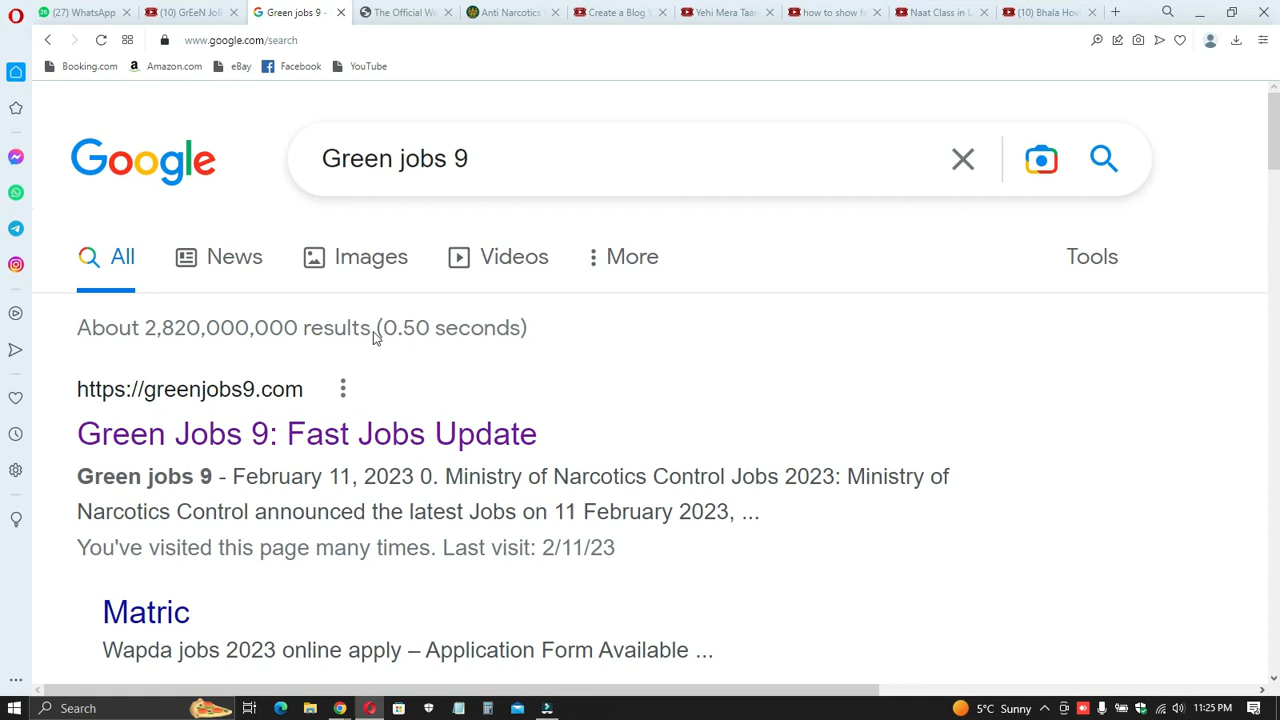 (27) WhatsApp
(10) GrEeN Job
Green jobs 9 -
The Official We
Anti Narcotics
Create a Blog
Yehi Mera Taar
how to show fr
Naat Class in L
(10) Bhala Hovi
www.google.com/search
Booking.com
Amazon.com
eBay
Facebook
YouTube
Google
Green jobs 9
All
News
Images
Videos
More
Tools
About 2,820,000,000 results (0.50 seconds)
https://greenjobs9.com
Green Jobs 9: Fast Jobs Update
Green jobs 9 - February 11, 2023 0. Ministry of Narcotics Control Jobs 2023: Ministry of
Narcotics Control announced the latest Jobs on 11 February 2023, ...
You've visited this page many times. Last visit: 2/11/23
Matric
Wapda jobs 2023 online apply – Application Form Available ...
Search
5°C Sunny
11:25 PM